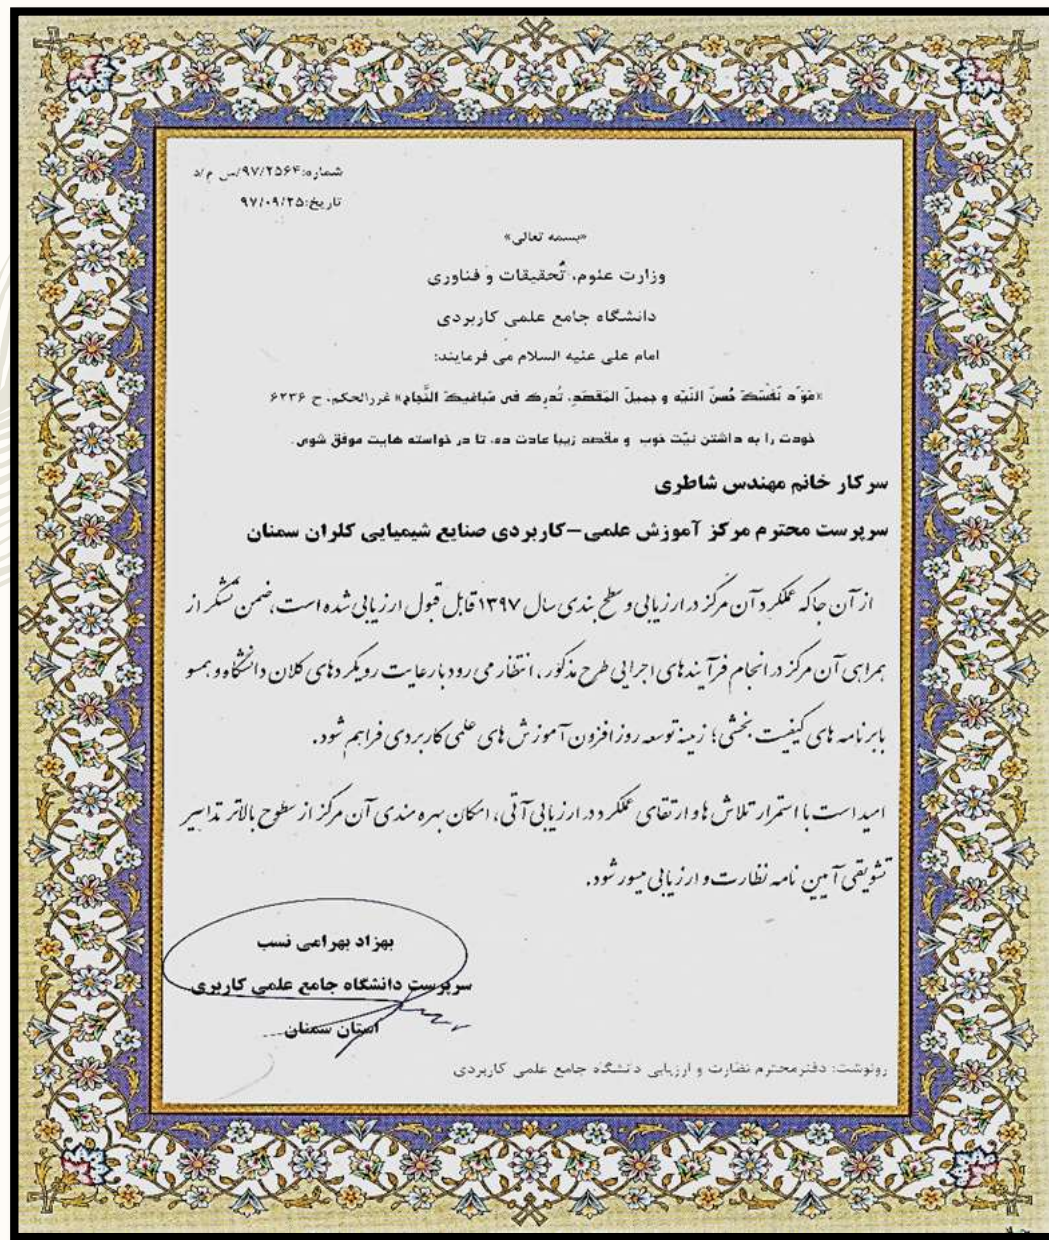 شماره:۹۷/۲۵۶۴/س م/د
تاریخ:۹۷/۰۹/۲۵
«بسمه تعالی»
وزارت علوم، تحقیقات و فناوری
دانشگاه جامع علمی کاربردی
امام علی علیه السلام می فرمایند:
«عَوِّد نَفْسَکَ حُسنَ النّیّه و جمیلَ المَقصَدِ، تُدرِک فی مَباغیکَ النَّجاحِ» غررالحکم، ح ۶۲۳۶
خودت را به داشتن نیّت خوب و مقصد زیبا عادت ده، تا در خواسته هایت موفق شوی.
سرکار خانم مهندس شاطری
سرپرست محترم مرکز آموزش علمی–کاربردی صنایع شیمیایی کلران سمنان
از آن جا که عملکرد آن مرکز در ارزیابی و سطح بندی سال ۱۳۹۷ قابل قبول ارزیابی شده است، ضمن تشکر از
همراهی آن مرکز در انجام فرآیندهای اجرایی طرح مذکور، انتظار می رود با رعایت رویکردهای کلان دانشگاه و همسو
با برنامه های کیفیت بخشی؛ زمینه توسعه روزافزون آموزش های علمی کاربردی فراهم شود.
امید است با استمرار تلاش ها و ارتقای عملکرد در ارزیابی آتی، امکان بهره مندی آن مرکز از سطوح بالاتر تدابیر
تشویقی آیین نامه نظارت و ارزیابی میسور شود.
بهزاد بهرامی نسب
سرپرست دانشگاه جامع علمی کاربری
استان سمنان
رونوشت: دفتر محترم نظارت و ارزیابی دانشگاه جامع علمی کاربردی